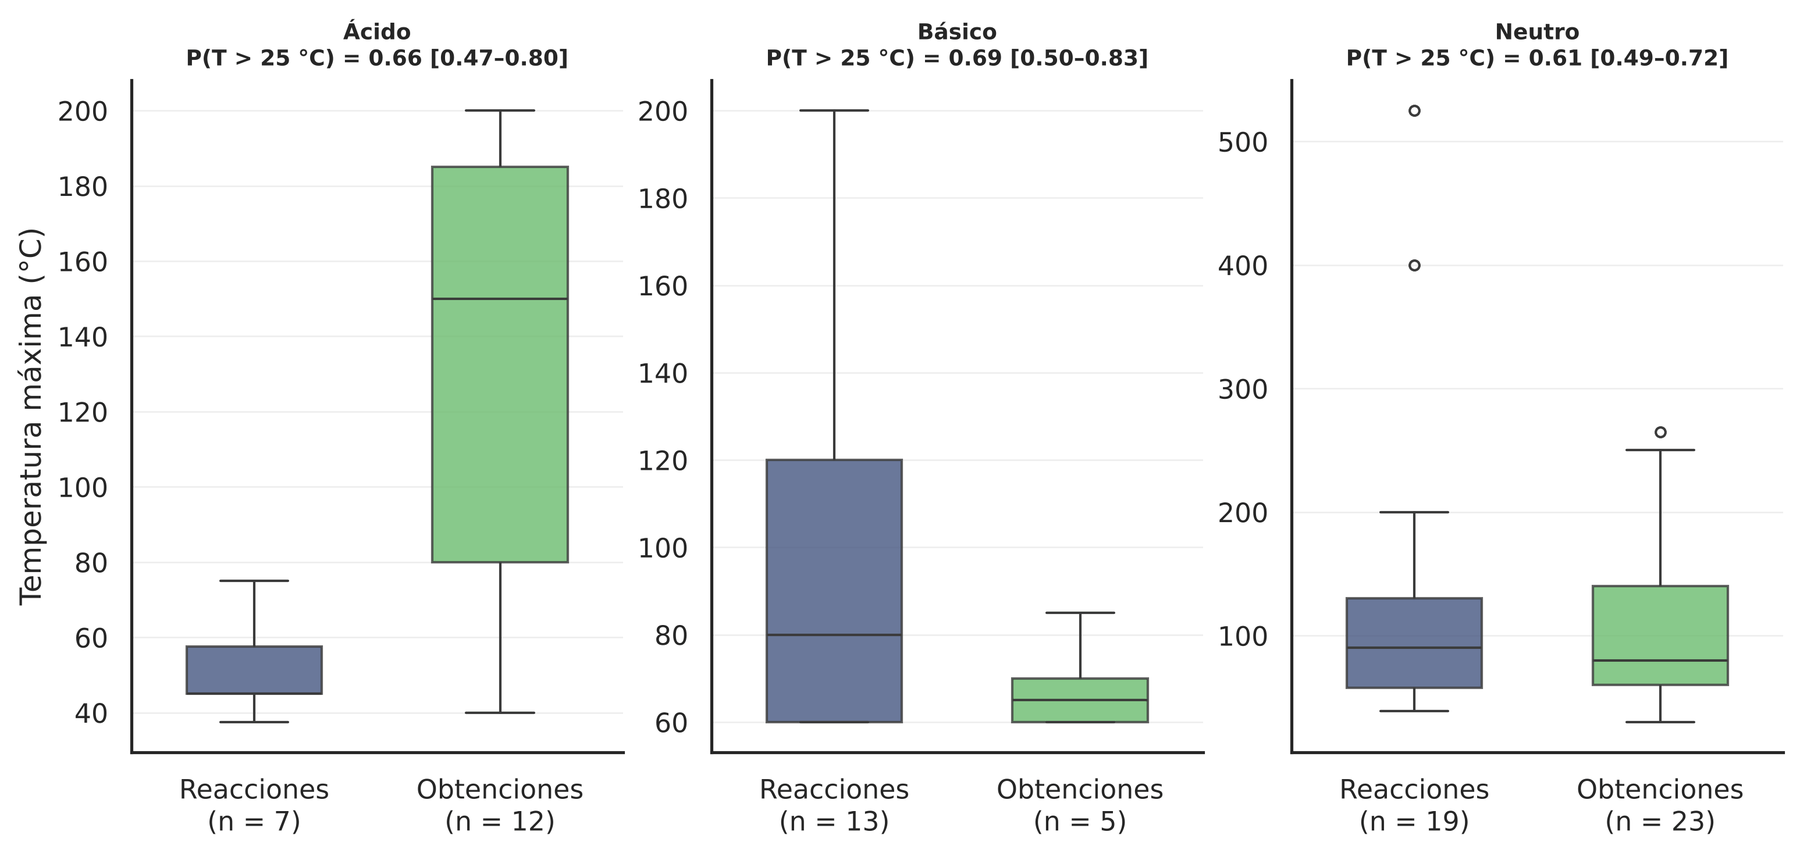 Ácido
P(T > 25 °C) = 0.66 [0.47–0.80]
Básico
P(T > 25 °C) = 0.69 [0.50–0.83]
Neutro
P(T > 25 °C) = 0.61 [0.49–0.72]
Temperatura máxima (°C)
200
180
160
140
120
100
80
60
40
Reacciones
(n = 7)
Obtenciones
(n = 12)
200
180
160
140
120
100
80
60
Reacciones
(n = 13)
Obtenciones
(n = 5)
500
400
300
200
100
Reacciones
(n = 19)
Obtenciones
(n = 23)